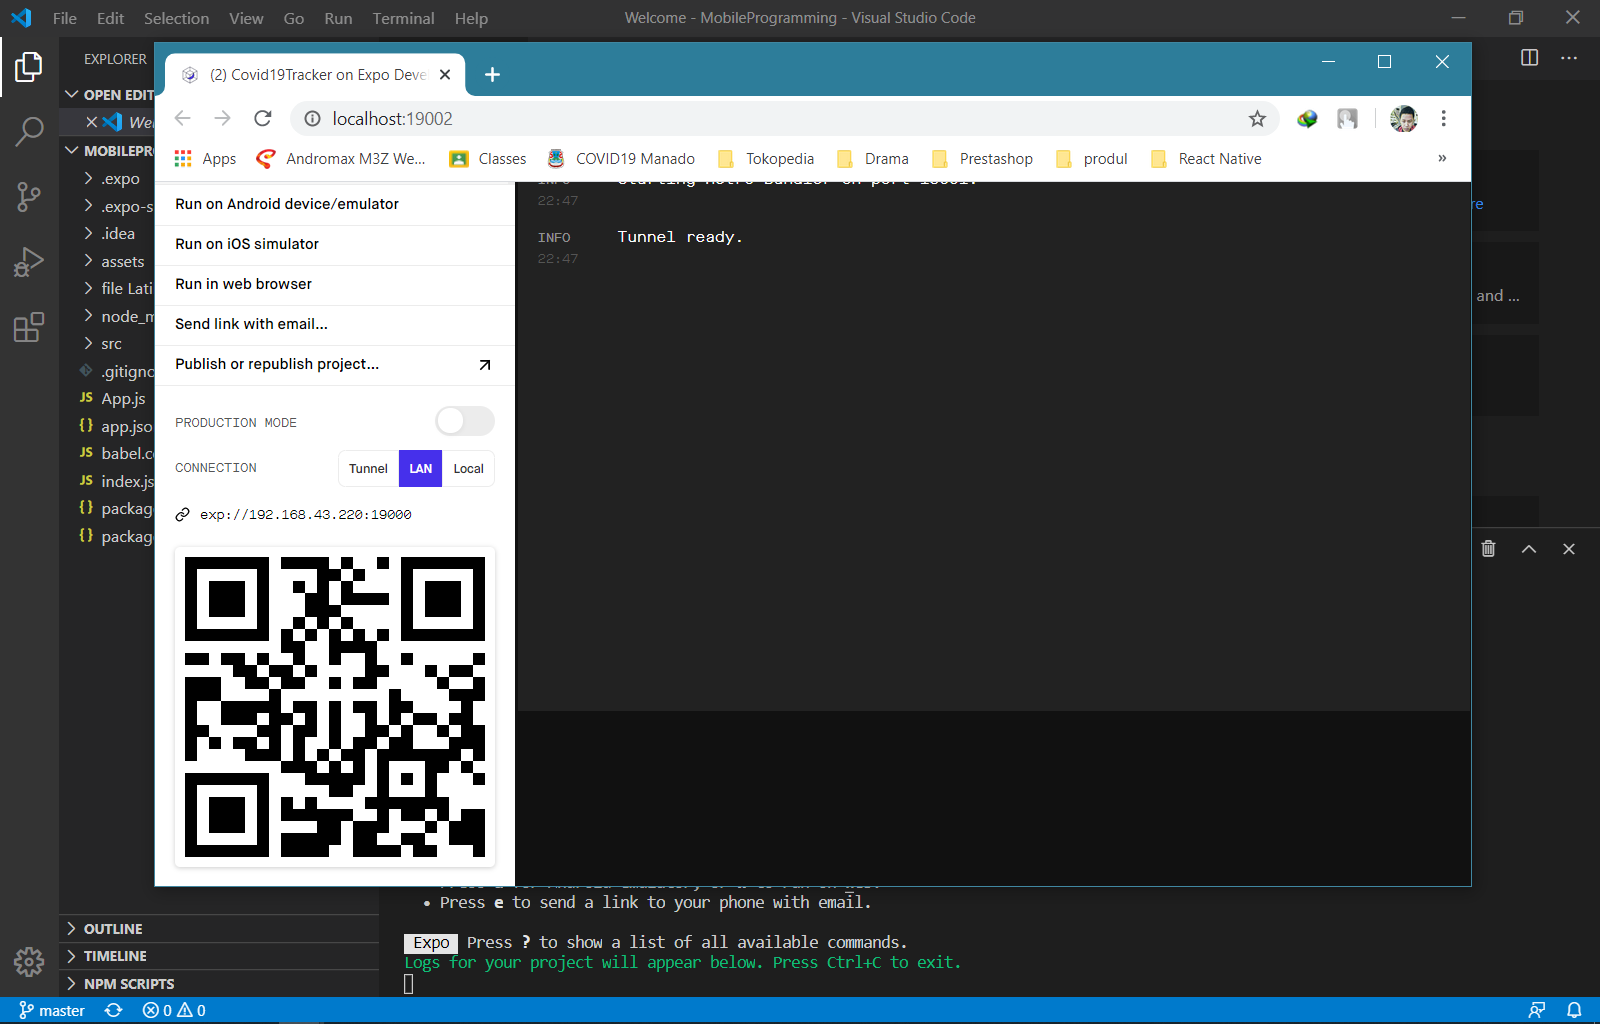 File Edit Selection View Go Run Terminal Help
Welcome - MobileProgramming - Visual Studio Code
EXPLORER
OPEN EDIT
Wel
MOBILEPR
.expo
.expo-s
.idea
assets
file Lati
node_m
src
.gitigno
JS App.js
{} app.jso
JS babel.c
JS index.js
{} packag
{} packag
OUTLINE
TIMELINE
NPM SCRIPTS
(2) Covid19Tracker on Expo Deve
localhost:19002
Apps Andromax M3Z We... Classes COVID19 Manado Tokopedia Drama Prestashop produl React Native »
Run on Android device/emulator
Run on iOS simulator
Run in web browser
Send link with email...
Publish or republish project...
PRODUCTION MODE
CONNECTION Tunnel LAN Local
exp://192.168.43.220:19000
22:47
INFO Tunnel ready.
22:47
re
and ...
• Press e to send a link to your phone with email.
Expo Press ? to show a list of all available commands.
Logs for your project will appear below. Press Ctrl+C to exit.
master 0 0